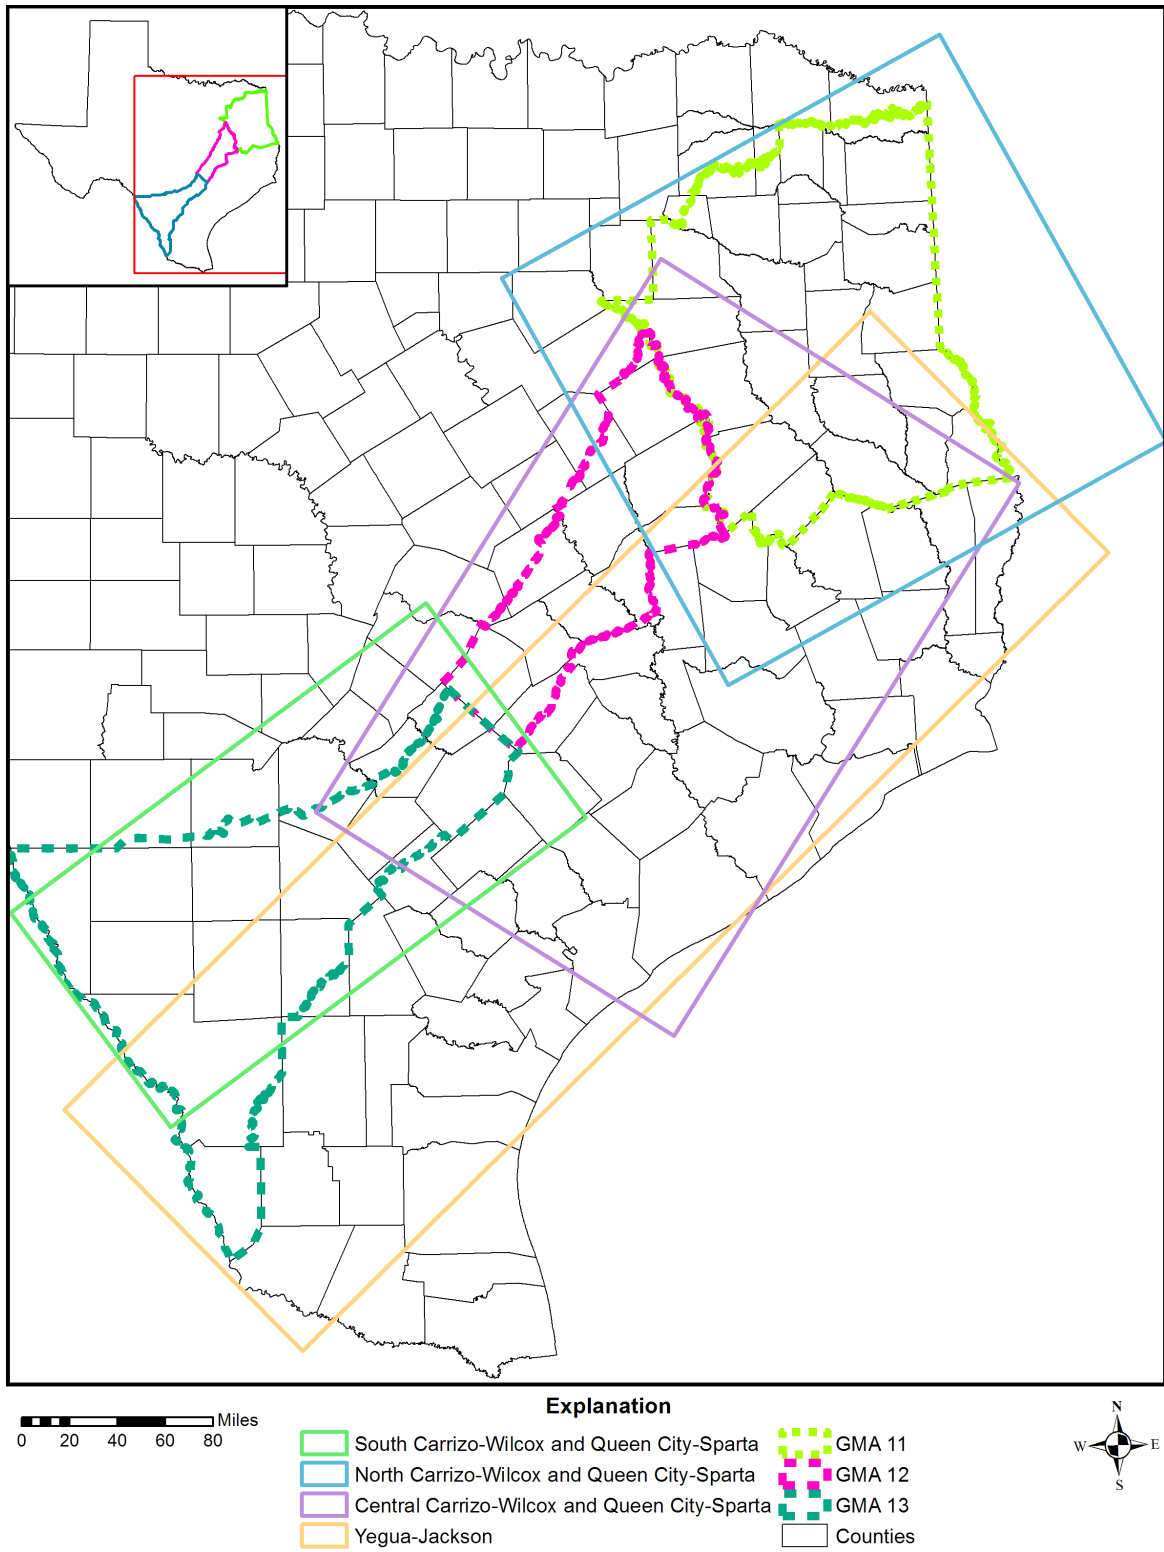 Explanation
Miles
0 20 40 60 80
South Carrizo-Wilcox and Queen City-Sparta
North Carrizo-Wilcox and Queen City-Sparta
Central Carrizo-Wilcox and Queen City-Sparta
Yegua-Jackson
GMA 11
GMA 12
GMA 13
Counties
N
W E
S